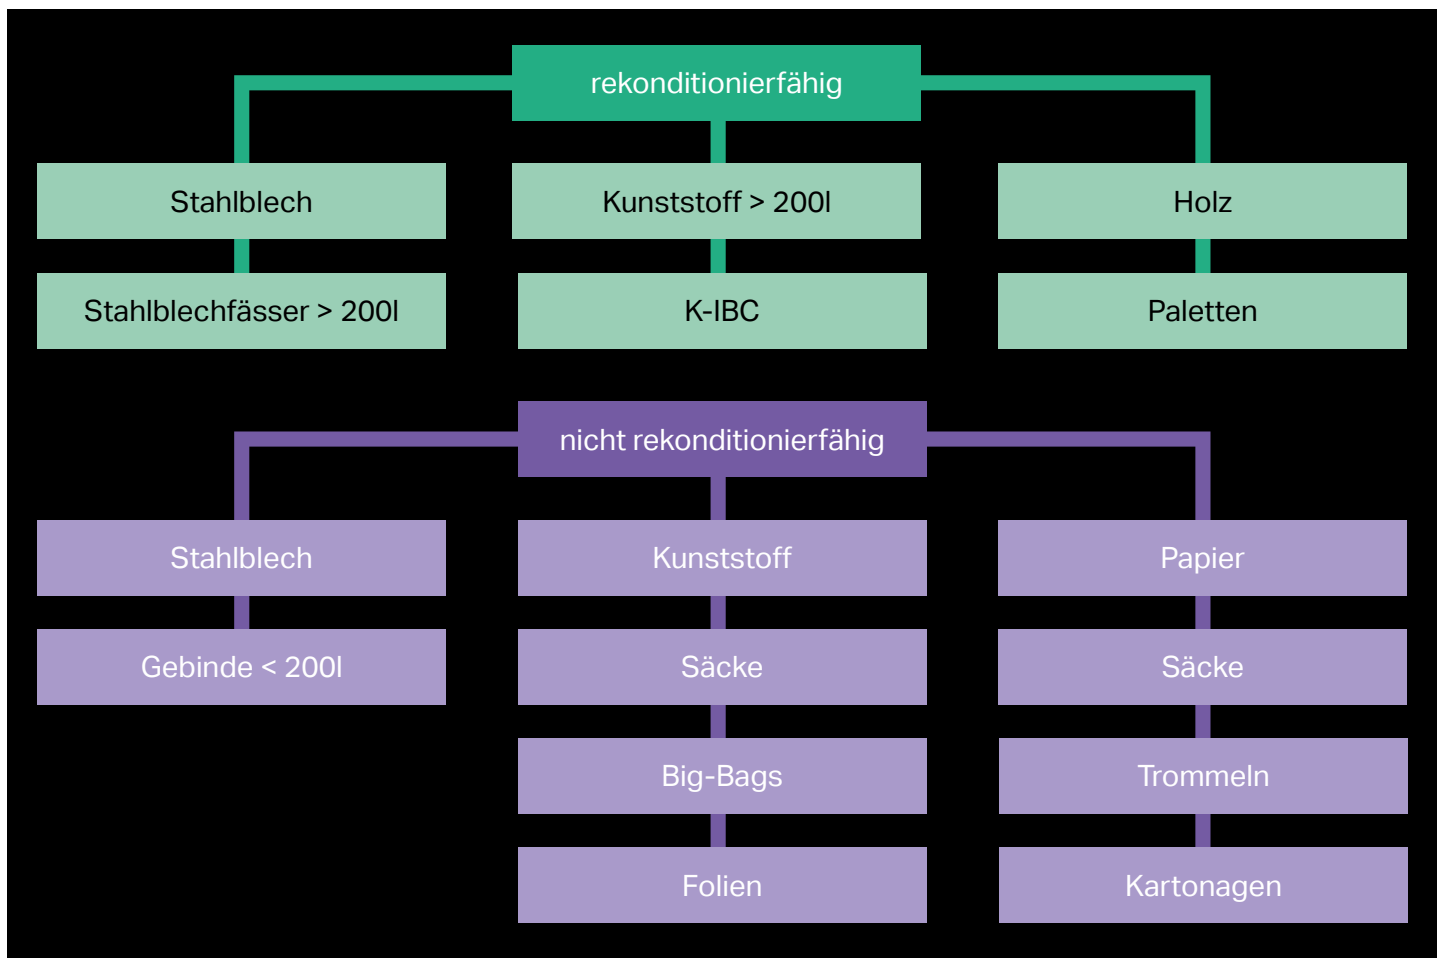 rekonditionierfähig
Stahlblech
Kunststoff > 200l
Holz
Stahlblechfässer > 200l
K-IBC
Paletten
nicht rekonditionierfähig
Stahlblech
Kunststoff
Papier
Gebinde < 200l
Säcke
Säcke
Big-Bags
Trommeln
Folien
Kartonagen